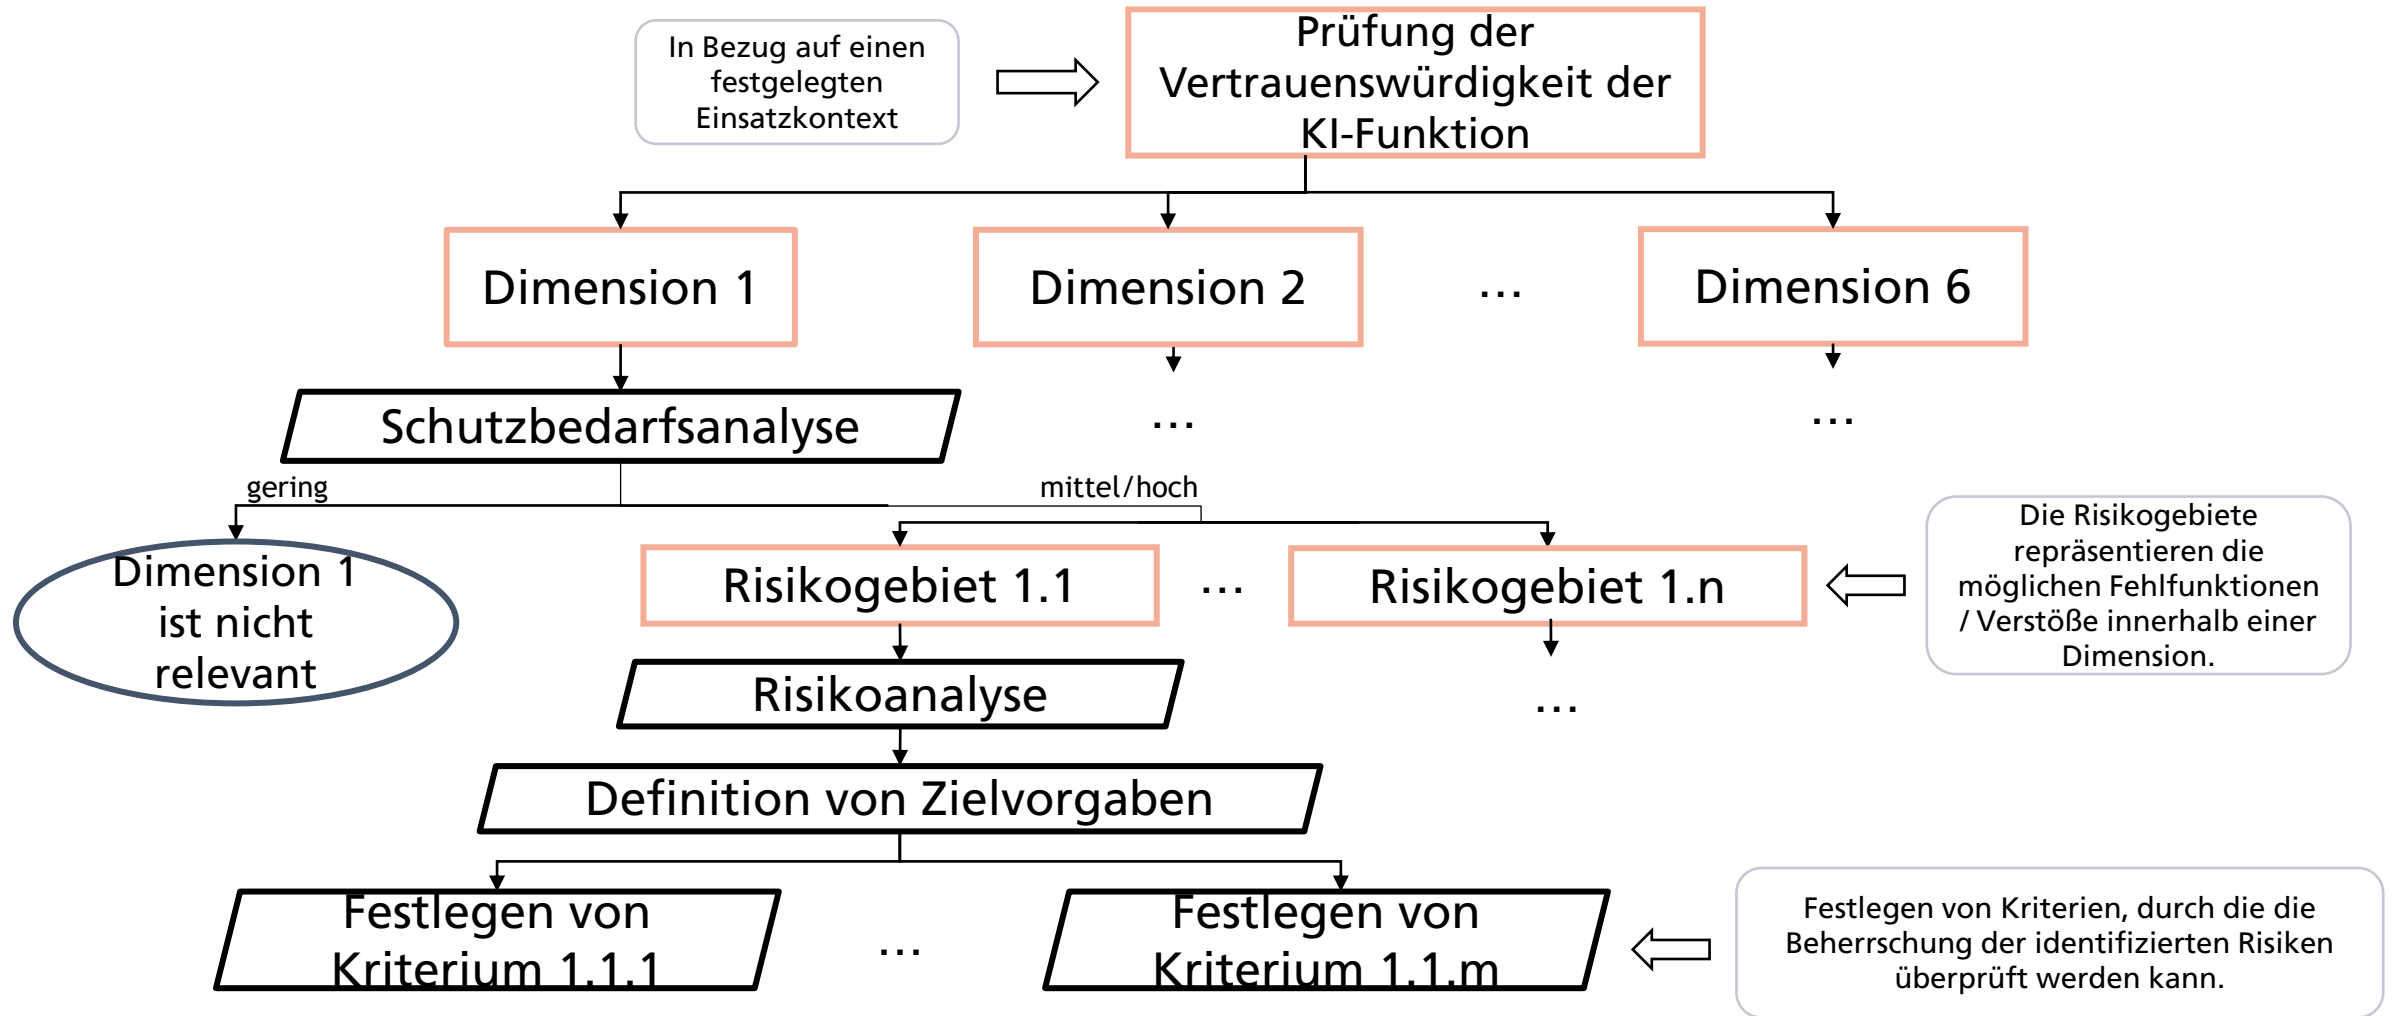 In Bezug auf einen
festgelegten
Einsatzkontext
Prüfung der
Vertrauenswürdigkeit der
KI-Funktion
Dimension 1
Dimension 2
...
Dimension 6
Schutzbedarfsanalyse
...
...
gering
mittel/hoch
Dimension 1
ist nicht
relevant
Risikogebiet 1.1
...
Risikogebiet 1.n
Die Risikogebiete
repräsentieren die
möglichen Fehlfunktionen
/ Verstöße innerhalb einer
Dimension.
Risikoanalyse
...
Definition von Zielvorgaben
Festlegen von
Kriterium 1.1.1
...
Festlegen von
Kriterium 1.1.m
Festlegen von Kriterien, durch die die
Beherrschung der identifizierten Risiken
überprüft werden kann.